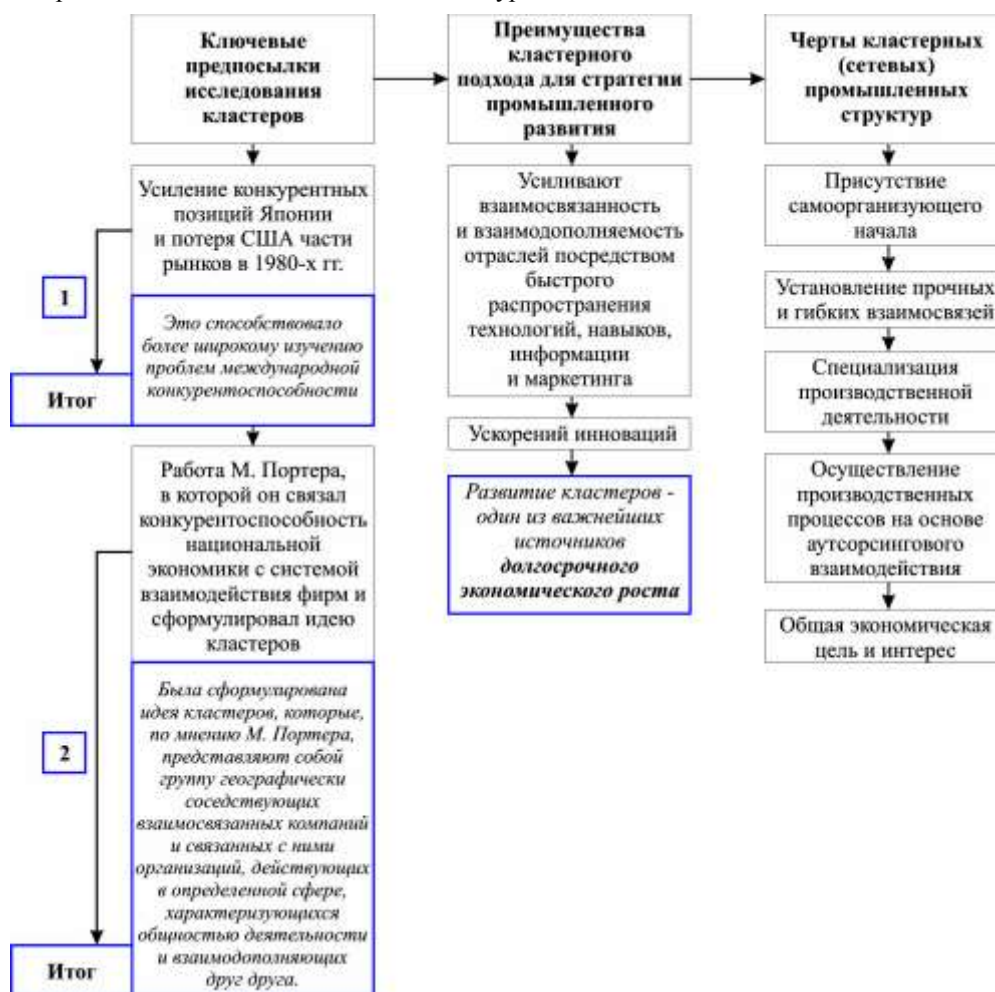 Ключевые
предпосылки
исследования
кластеров
Усиление конкурентных
позиций Японии
и потеря США части
рынков в 1980-х гг.
1
Это способствовало
более широкому изучению
проблем международной
конкурентоспособности
Итог
Работа М. Портера,
в которой он связал
конкурентоспособность
национальной
экономики с системой
взаимодействия фирм и
сформулировал идею
кластеров
2
Была сформулирована
идея кластеров, которые,
по мнению М. Портера,
представляют собой
группу географически
соседствующих
взаимосвязанных компаний
и связанных с ними
организаций, действующих
в определенной сфере,
характеризующихся
общностью деятельности
и взаимодополняющих
друг друга.
Итог
Преимущества
кластерного
подхода для стратегии
промышленного
развития
Усиливают
взаимосвязанность
и взаимодополняемость
отраслей посредством
быстрого
распространения
технологий, навыков,
информации
и маркетинга
Ускорений инноваций
Развитие кластеров -
один из важнейших
источников
долгосрочного
экономического роста
Черты кластерных
(сетевых)
промышленных
структур
Присутствие
самоорганизующего
начала
Установление прочных
и гибких взаимосвязей
Специализация
производственной
деятельности
Осуществление
производственных
процессов на основе
аутсорсингового
взаимодействия
Общая экономическая
цель и интерес